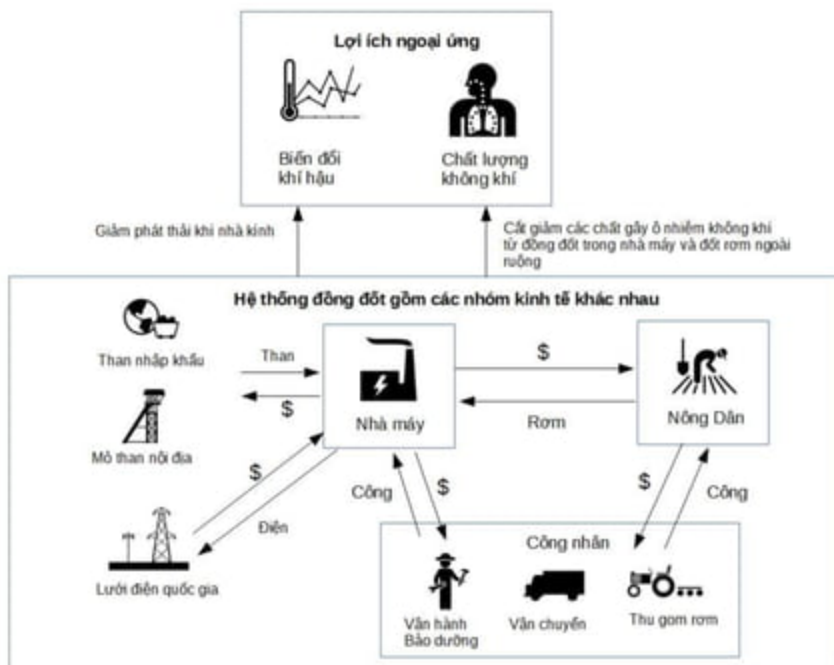 Lợi ích ngoại ứng
Biến đổi
khí hậu
Chất lượng
không khí
Giảm phát thải khí nhà kính
Cắt giảm các chất gây ô nhiễm không khí
từ đồng đốt trong nhà máy và đốt rơm ngoài
ruộng
Hệ thống đồng đốt gồm các nhóm kinh tế khác nhau
Than nhập khẩu
Than
$
Mỏ than nội địa
Nhà máy
$
Rơm
Nông Dân
$
Điện
Lưới điện quốc gia
Công
$
$
Công
Công nhân
Vận hành
Bảo dưỡng
Vận chuyển
Thu gom rơm